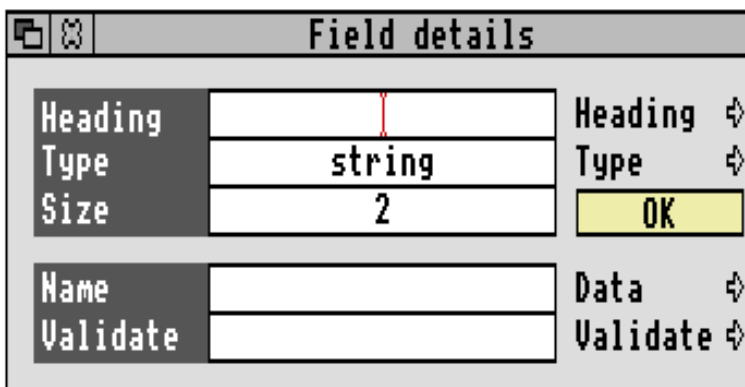 Field details
Heading Heading
Type string Type
Size 2 OK
Name Data
Validate Validate